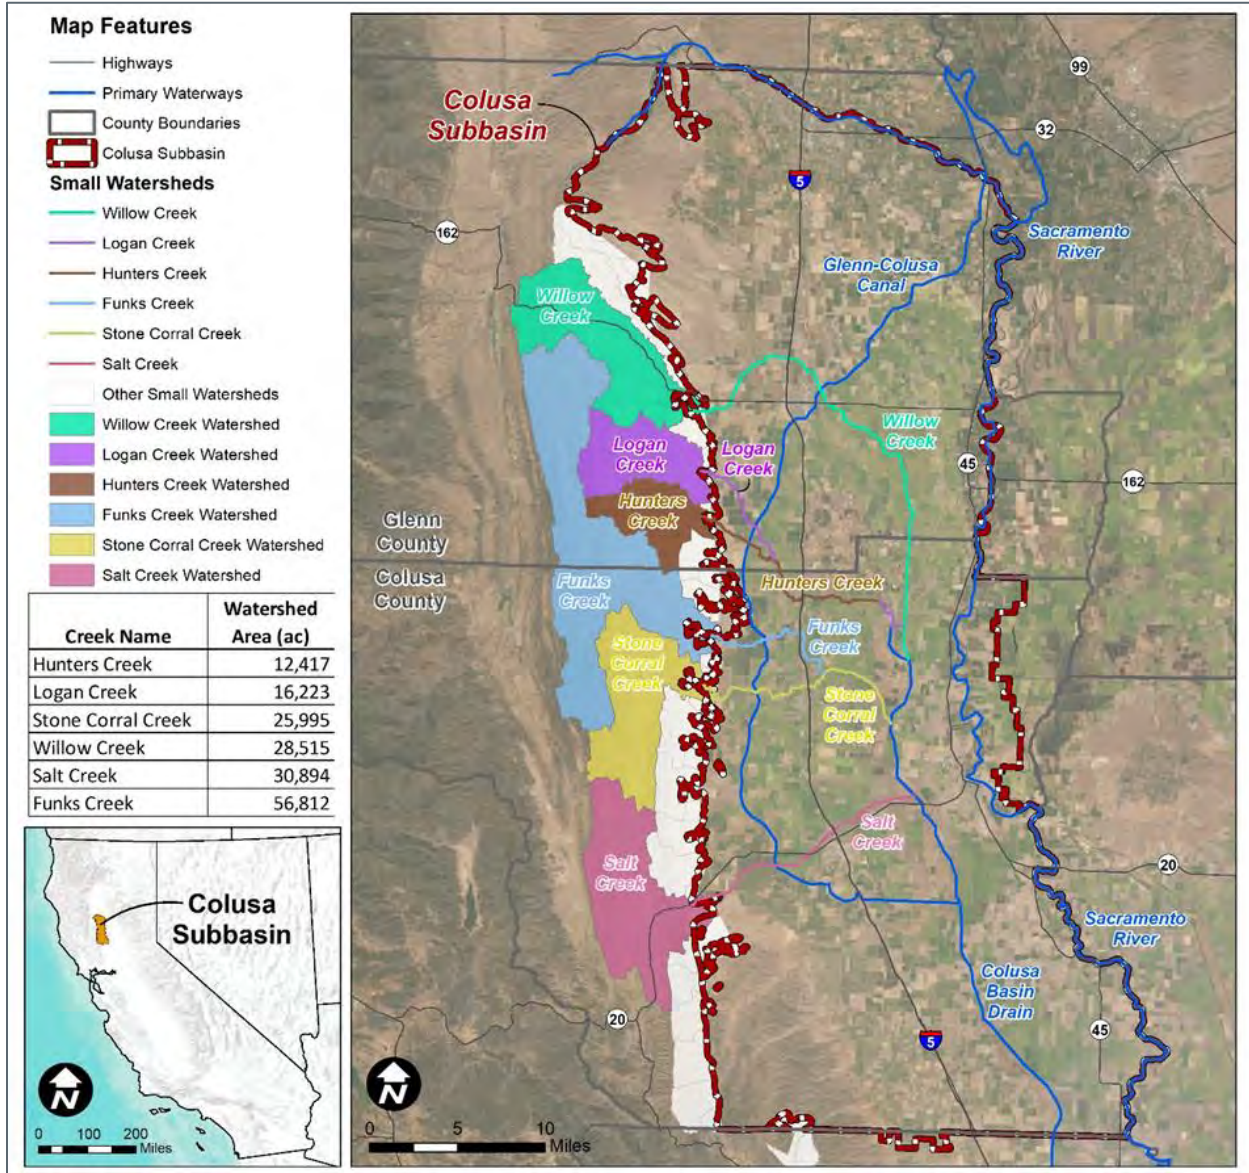 Map Features
Highways
Primary Waterways
County Boundaries
Colusa Subbasin
Small Watersheds
Willow Creek
Logan Creek
Hunters Creek
Funks Creek
Stone Corral Creek
Salt Creek
Other Small Watersheds
Willow Creek Watershed
Logan Creek Watershed
Hunters Creek Watershed
Funks Creek Watershed
Stone Corral Creek Watershed
Salt Creek Watershed
Creek Name Watershed Area (ac)
Hunters Creek 12,417
Logan Creek 16,223
Stone Corral Creek 25,995
Willow Creek 28,515
Salt Creek 30,894
Funks Creek 56,812
Colusa
Subbasin
N
0 100 200
Miles
Colusa
Subbasin
99
32
5
162
Sacramento
River
Glenn-Colusa
Canal
Willow
Creek
Willow
Creek
Logan
Creek
Logan
Creek
45
162
Hunters
Creek
Glenn
County
Colusa
County
Funks
Creek
Hunters Creek
Funks
Creek
Stone
Corral
Creek
Stone
Corral
Creek
Salt
Creek
Salt
Creek
20
Sacramento
River
Colusa
Basin
Drain
20
5
45
N
0 5 10
Miles